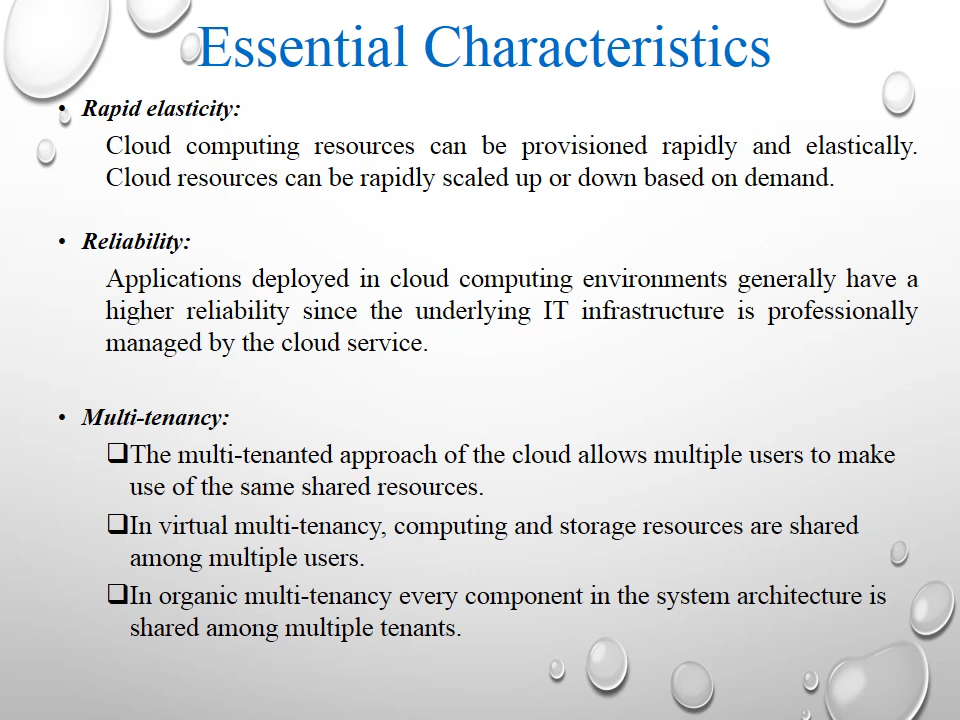 Essential Characteristics
• Rapid elasticity:
Cloud computing resources can be provisioned rapidly and elastically.
Cloud resources can be rapidly scaled up or down based on demand.
• Reliability:
Applications deployed in cloud computing environments generally have a
higher reliability since the underlying IT infrastructure is professionally
managed by the cloud service.
• Multi-tenancy:
❑The multi-tenanted approach of the cloud allows multiple users to make
use of the same shared resources.
❑In virtual multi-tenancy, computing and storage resources are shared
among multiple users.
❑In organic multi-tenancy every component in the system architecture is
shared among multiple tenants.